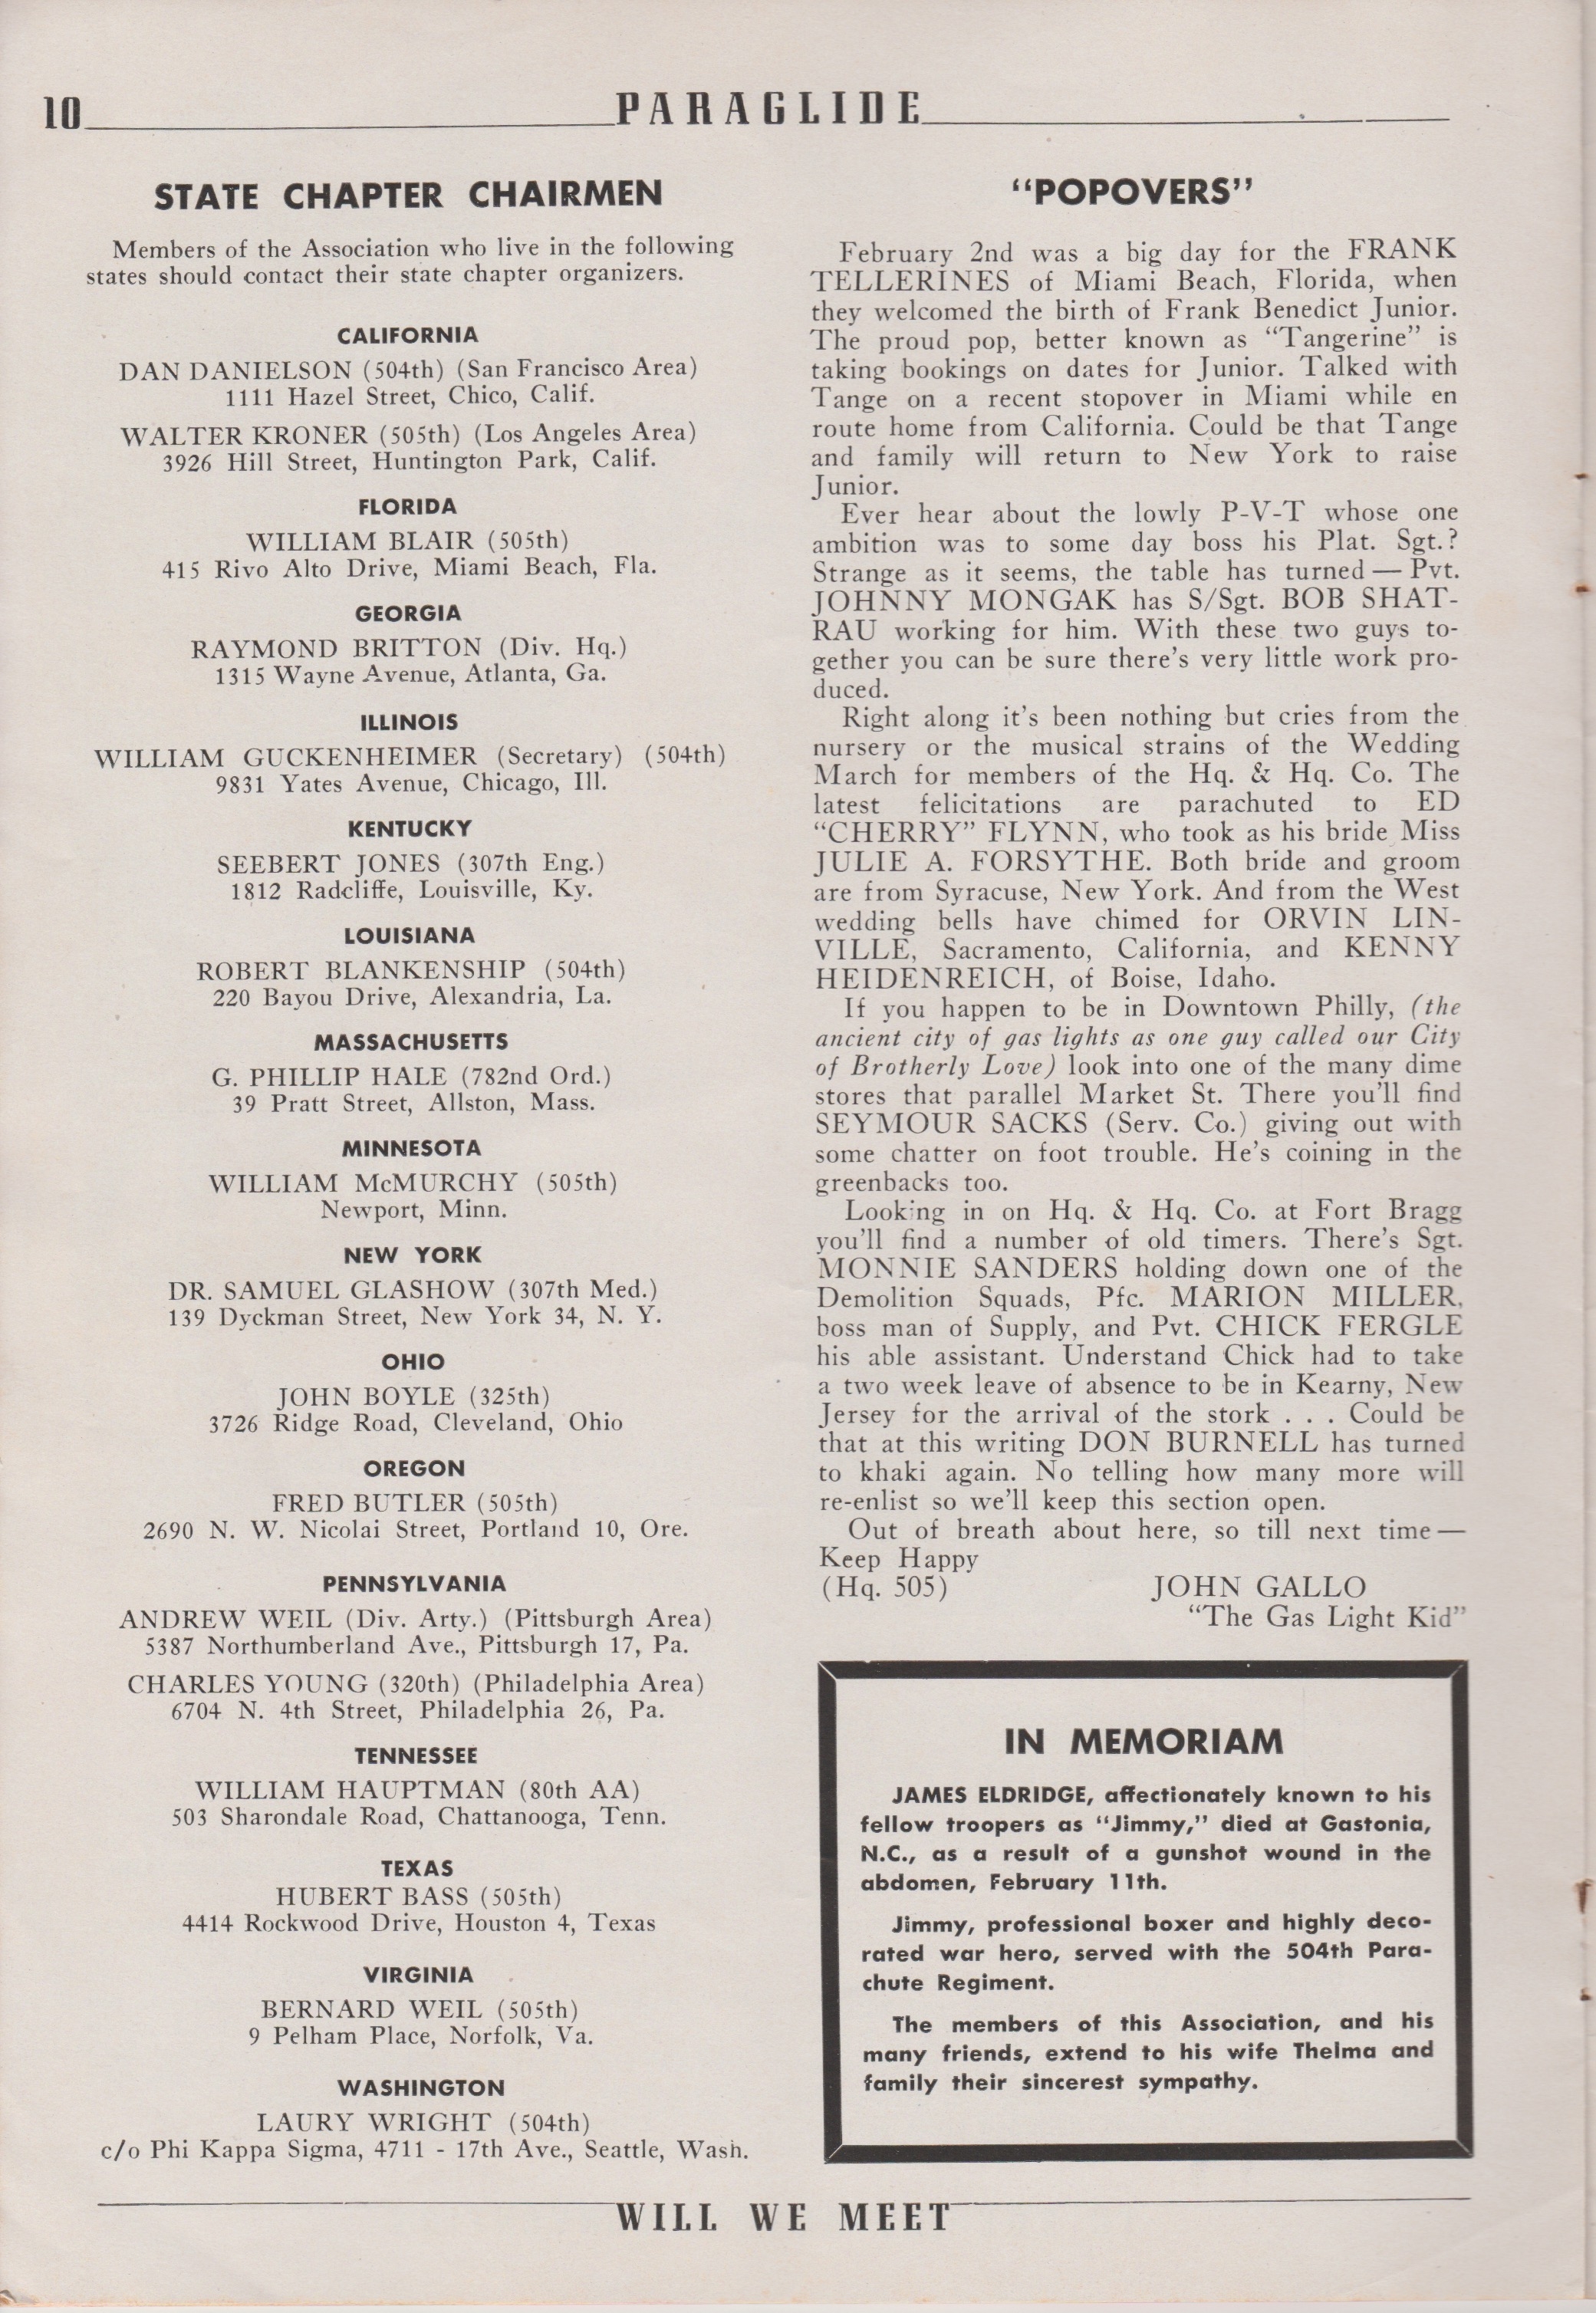 10
PARAGLIDE
STATE CHAPTER CHAIRMEN
Members of the Association who live in the following
states should contact their state chapter organizers.
CALIFORNIA
DAN DANIELSON (504th) (San Francisco Area)
1111 Hazel Street, Chico, Calif.
WALTER KRONER (505th) (Los Angeles Area)
3926 Hill Street, Huntington Park, Calif.
FLORIDA
WILLIAM BLAIR (505th)
415 Rivo Alto Drive, Miami Beach, Fla.
GEORGIA
RAYMOND BRITTON (Div. Hq.)
1315 Wayne Avenue, Atlanta, Ga.
ILLINOIS
WILLIAM GUCKENHEIMER (Secretary) (504th)
9831 Yates Avenue, Chicago, Ill.
KENTUCKY
SEEBERT JONES (307th Eng.)
1812 Radcliffe, Louisville, Ky.
LOUISIANA
ROBERT BLANKENSHIP (504th)
220 Bayou Drive, Alexandria, La.
MASSACHUSETTS
G. PHILLIP HALE (782nd Ord.)
39 Pratt Street, Allston, Mass.
MINNESOTA
WILLIAM McMURCHY (505th)
Newport, Minn.
NEW YORK
DR. SAMUEL GLASHOW (307th Med.)
139 Dyckman Street, New York 34, N. Y.
OHIO
JOHN BOYLE (325th)
3726 Ridge Road, Cleveland, Ohio
OREGON
FRED BUTLER (505th)
2690 N. W. Nicolai Street, Portland 10, Ore.
PENNSYLVANIA
ANDREW WEIL (Div. Arty.) (Pittsburgh Area)
5387 Northumberland Ave., Pittsburgh 17, Pa.
CHARLES YOUNG (320th) (Philadelphia Area)
6704 N. 4th Street, Philadelphia 26, Pa.
TENNESSEE
WILLIAM HAUPTMAN (80th AA)
503 Sharondale Road, Chattanooga, Tenn.
TEXAS
HUBERT BASS (505th)
4414 Rockwood Drive, Houston 4, Texas
VIRGINIA
BERNARD WEIL (505th)
9 Pelham Place, Norfolk, Va.
WASHINGTON
LAURY WRIGHT (504th)
c/o Phi Kappa Sigma, 4711 - 17th Ave., Seattle, Wash.
"POPOVERS"
February 2nd was a big day for the FRANK
TELLERINES of Miami Beach, Florida, when
they welcomed the birth of Frank Benedict Junior.
The proud pop, better known as "Tangerine" is
taking bookings on dates for Junior. Talked with
Tange on a recent stopover in Miami while en
route home from California. Could be that Tange
and family will return to New York to raise
Junior.
Ever hear about the lowly P-V-T whose one
ambition was to some day boss his Plat. Sgt.?
Strange as it seems, the table has turned — Pvt.
JOHNNY MONGAK has S/Sgt. BOB SHAT-
RAU working for him. With these two guys to-
gether you can be sure there's very little work pro-
duced.
Right along it's been nothing but cries from the
nursery or the musical strains of the Wedding
March for members of the Hq. & Hq. Co. The
latest felicitations are parachuted to ED
"CHERRY" FLYNN, who took as his bride Miss
JULIE A. FORSYTHE. Both bride and groom
are from Syracuse, New York. And from the West
wedding bells have chimed for ORVIN LIN-
VILLE, Sacramento, California, and KENNY
HEIDENREICH, of Boise, Idaho.
If you happen to be in Downtown Philly, (the
ancient city of gas lights as one guy called our City
of Brotherly Love) look into one of the many dime
stores that parallel Market St. There you'll find
SEYMOUR SACKS (Serv. Co.) giving out with
some chatter on foot trouble. He's coining in the
greenbacks too.
Looking in on Hq. & Hq. Co. at Fort Bragg
you'll find a number of old timers. There's Sgt.
MONNIE SANDERS holding down one of the
Demolition Squads, Pfc. MARION MILLER,
boss man of Supply, and Pvt. CHICK FERGLE
his able assistant. Understand Chick had to take
a two week leave of absence to be in Kearny, New
Jersey for the arrival of the stork . . . Could be
that at this writing DON BURNELL has turned
to khaki again. No telling how many more will
re-enlist so we'll keep this section open.
Out of breath about here, so till next time —
Keep Happy
(Hq. 505) JOHN GALLO
"The Gas Light Kid"
IN MEMORIAM
JAMES ELDRIDGE, affectionately known to his
fellow troopers as "Jimmy," died at Gastonia,
N.C., as a result of a gunshot wound in the
abdomen, February 11th.
Jimmy, professional boxer and highly deco-
rated war hero, served with the 504th Para-
chute Regiment.
The members of this Association, and his
many friends, extend to his wife Thelma and
family their sincerest sympathy.
WILL WE MEET